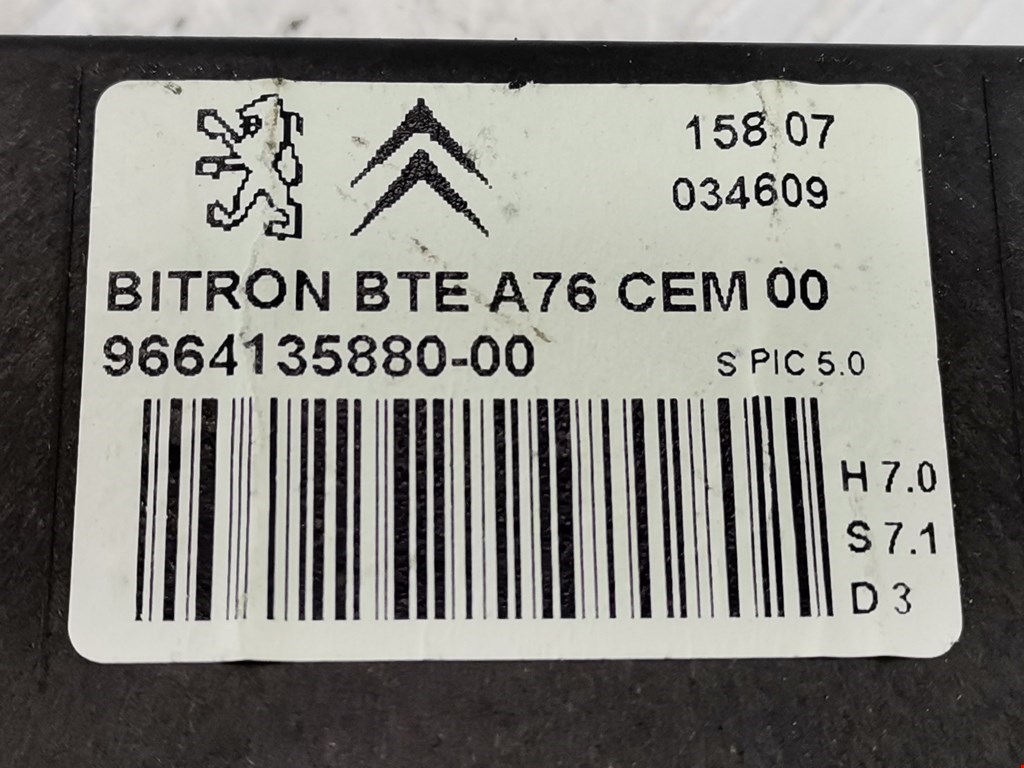 158 07
034609
BITRON BTE A76 CEM 00
9664135880-00
S PIC 5.0
H 7.0
S 7.1
D 3